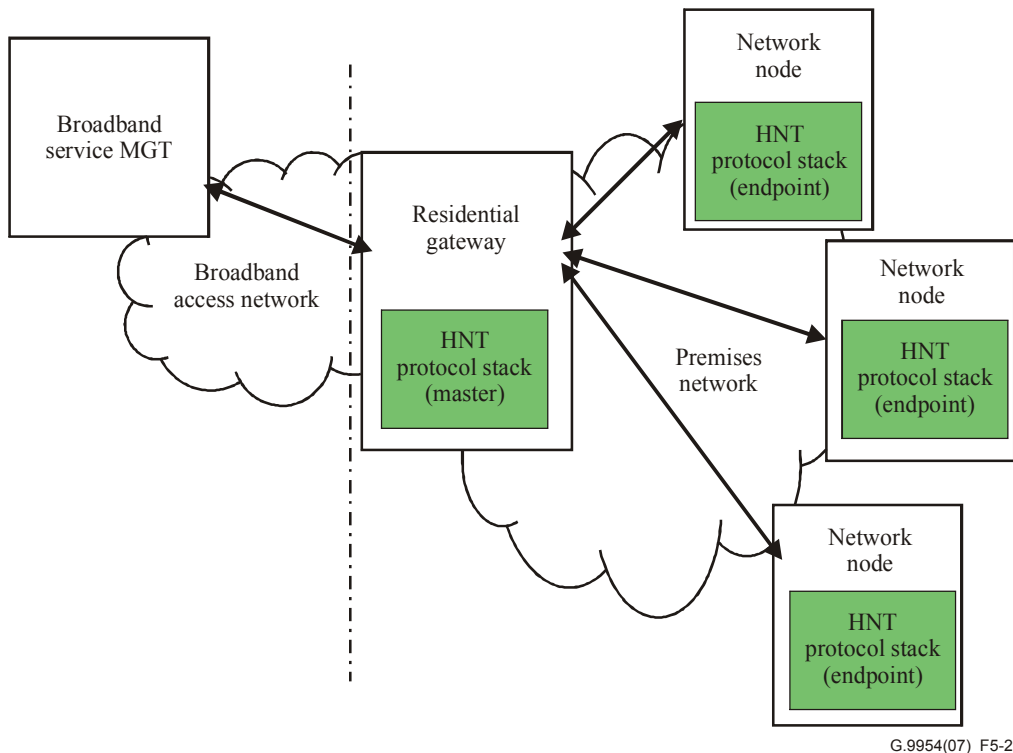 Broadband
service MGT
Broadband
access network
Residential
gateway
HNT
protocol stack
(master)
Premises
network
Network
node
HNT
protocol stack
(endpoint)
Network
node
HNT
protocol stack
(endpoint)
Network
node
HNT
protocol stack
(endpoint)
G.9954(07)_F5-2